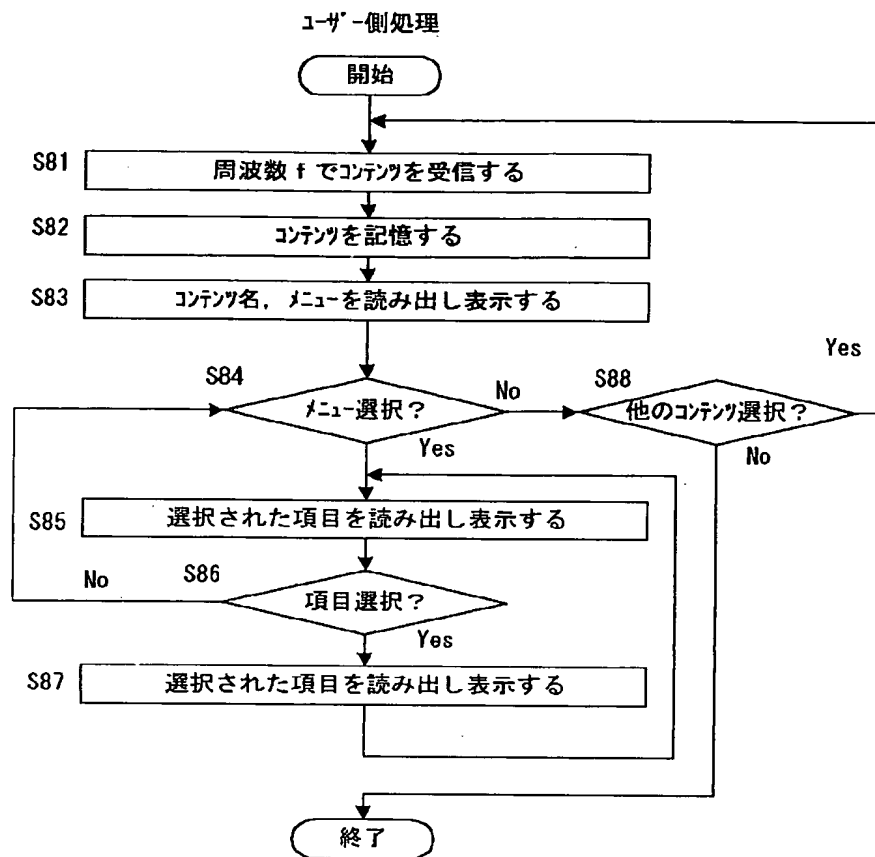 ﾕｰｻﾞｰ側処理
開始
S81
周波数 f でｺﾝﾃﾝﾂを受信する
S82
ｺﾝﾃﾝﾂを記憶する
S83
ｺﾝﾃﾝﾂ名，ﾒﾆｭｰを読み出し表示する
Yes
S84
ﾒﾆｭｰ選択？
No
S88
他のｺﾝﾃﾝﾂ選択？
Yes
No
S85
選択された項目を読み出し表示する
No
S86
項目選択？
Yes
S87
選択された項目を読み出し表示する
終了